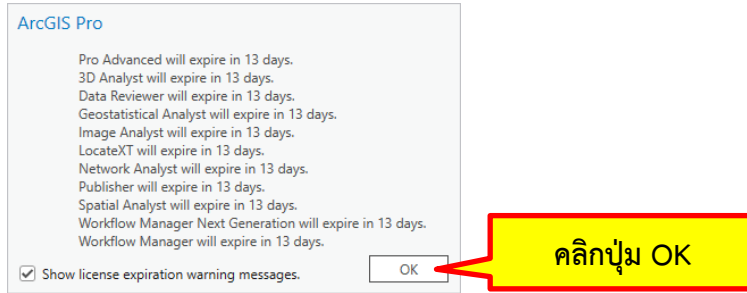 ArcGIS Pro
Pro Advanced will expire in 13 days.
3D Analyst will expire in 13 days.
Data Reviewer will expire in 13 days.
Geostatistical Analyst will expire in 13 days.
Image Analyst will expire in 13 days.
LocateXT will expire in 13 days.
Network Analyst will expire in 13 days.
Publisher will expire in 13 days.
Spatial Analyst will expire in 13 days.
Workflow Manager Next Generation will expire in 13 days.
Workflow Manager will expire in 13 days.
Show license expiration warning messages.
OK
คลิกปุ่ม OK